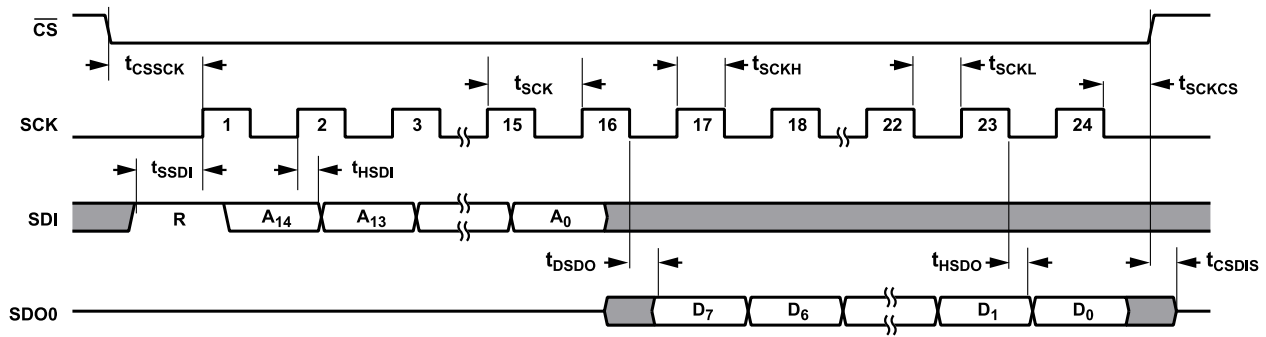 CS
tCSSCK
tSCK
tSCKH
tSCKL
tSCKCS
SCK
1
2
3
15
16
17
18
22
23
24
tSSDI
tHSDI
SDI
R
A14
A13
A0
tDSDO
tHSDO
tCSDIS
SDO0
D7
D6
D1
D0